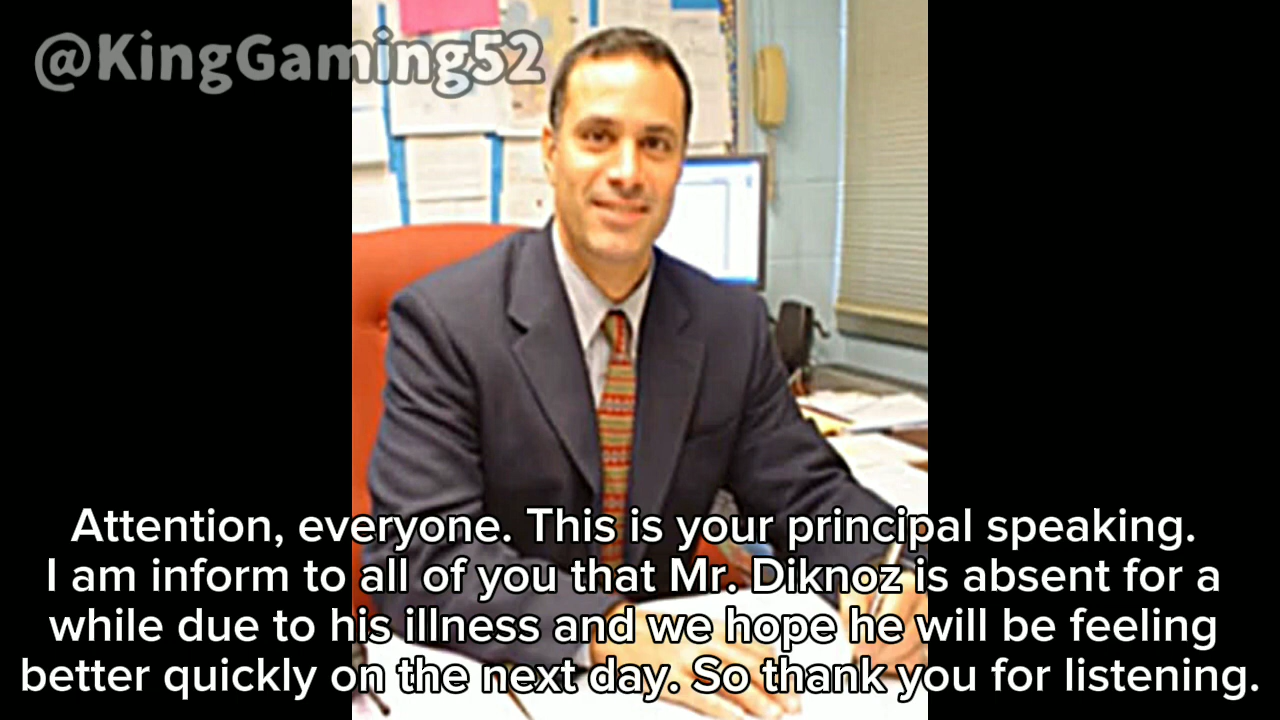 @KingGaming52
Attention, everyone. This is your principal speaking.
I am inform to all of you that Mr. Diknoz is absent for a
while due to his illness and we hope he will be feeling
better quickly on the next day. So thank you for listening.